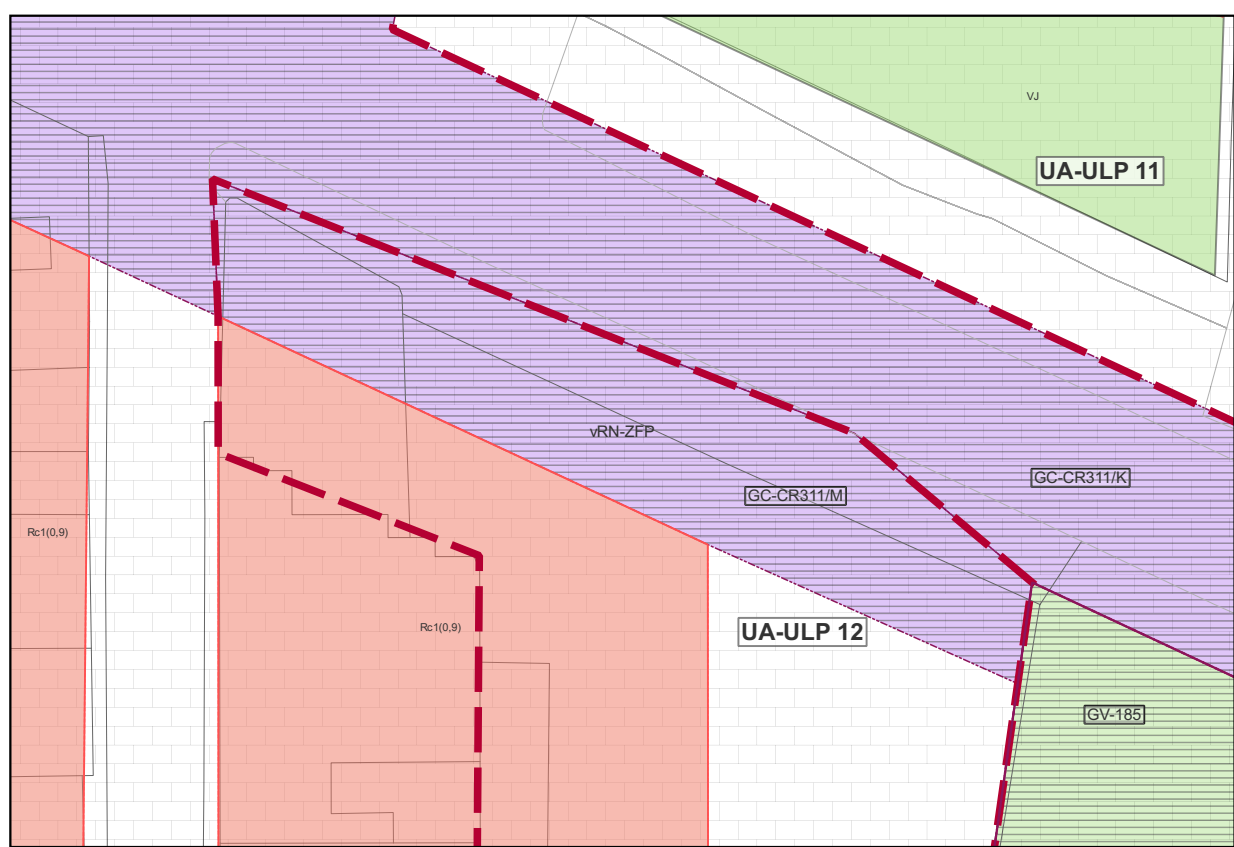 VJ
UA-ULP 11
vRN-ZFP
GC-CR311/K
GC-CR311/M
Rc1(0,9)
Rc1(0,9)
UA-ULP 12
GV-185